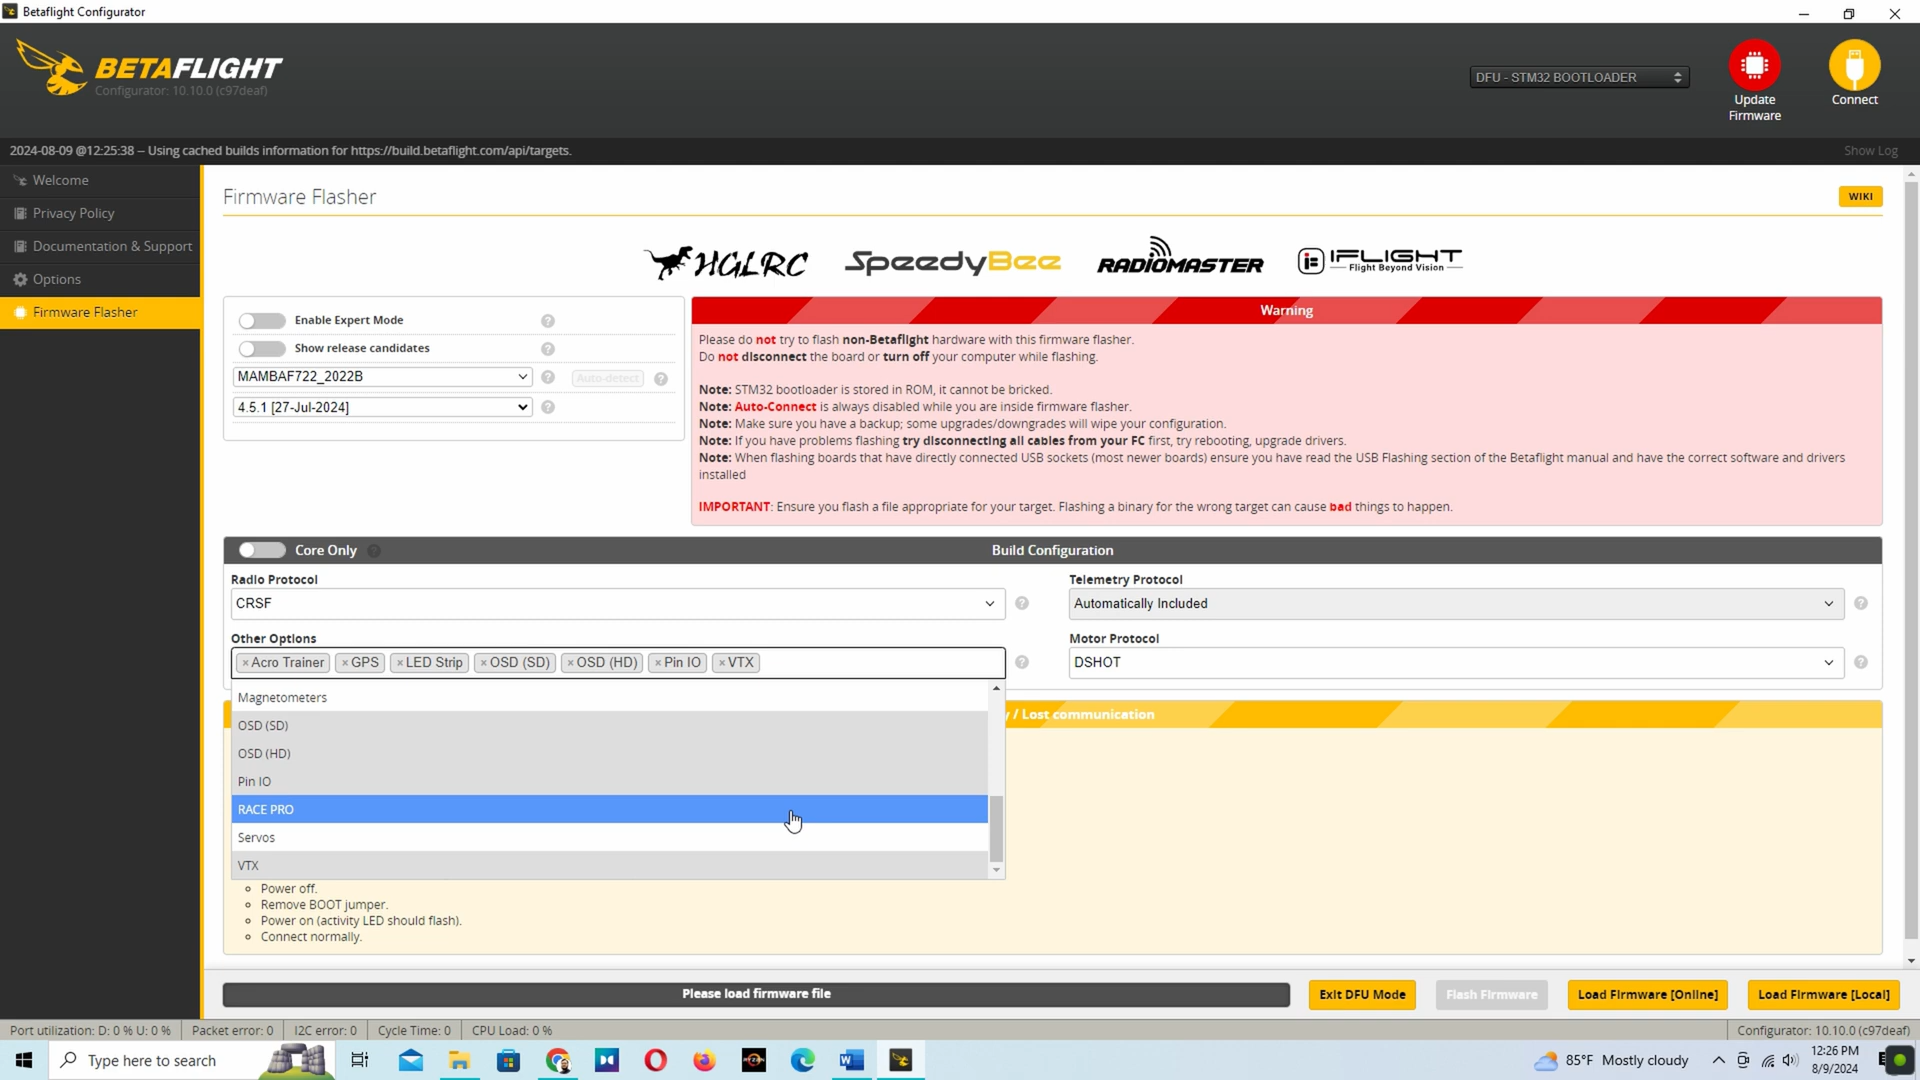 Betaflight Configurator
BETAFLIGHT
Configurator: 10.10.0 (c97deaf)
DFU - STM32 BOOTLOADER
Update
Firmware
Connect
2024-08-09 @12:25:38 -- Using cached builds information for https://build.betaflight.com/api/targets.
Show Log
Welcome
Privacy Policy
Documentation & Support
Options
Firmware Flasher
Firmware Flasher
WIKI
HGLRC
SpeedyBee
RADIOMASTER
IFLIGHT
Flight Beyond Vision
Enable Expert Mode
Show release candidates
MAMBAF722_2022B
Auto-detect
4.5.1 [27-Jul-2024]
Warning
Please do not try to flash non-Betaflight hardware with this firmware flasher.
Do not disconnect the board or turn off your computer while flashing.
Note: STM32 bootloader is stored in ROM, it cannot be bricked.
Note: Auto-Connect is always disabled while you are inside firmware flasher.
Note: Make sure you have a backup; some upgrades/downgrades will wipe your configuration.
Note: If you have problems flashing try disconnecting all cables from your FC first, try rebooting, upgrade drivers.
Note: When flashing boards that have directly connected USB sockets (most newer boards) ensure you have read the USB Flashing section of the Betaflight manual and have the correct software and drivers
installed
IMPORTANT: Ensure you flash a file appropriate for your target. Flashing a binary for the wrong target can cause bad things to happen.
Core Only
Build Configuration
Radio Protocol
CRSF
Telemetry Protocol
Automatically Included
Other Options
× Acro Trainer × GPS × LED Strip × OSD (SD) × OSD (HD) × Pin IO × VTX
Motor Protocol
DSHOT
Magnetometers
OSD (SD)
OSD (HD)
Pin IO
RACE PRO
Servos
VTX
/ Lost communication
Power off.
Remove BOOT jumper.
Power on (activity LED should flash).
Connect normally.
Please load firmware file
Exit DFU Mode
Flash Firmware
Load Firmware [Online]
Load Firmware [Local]
Port utilization: D: 0 % U: 0 %
Packet error: 0
I2C error: 0
Cycle Time: 0
CPU Load: 0 %
Configurator: 10.10.0 (c97deaf)
Type here to search
85°F Mostly cloudy
12:26 PM
8/9/2024